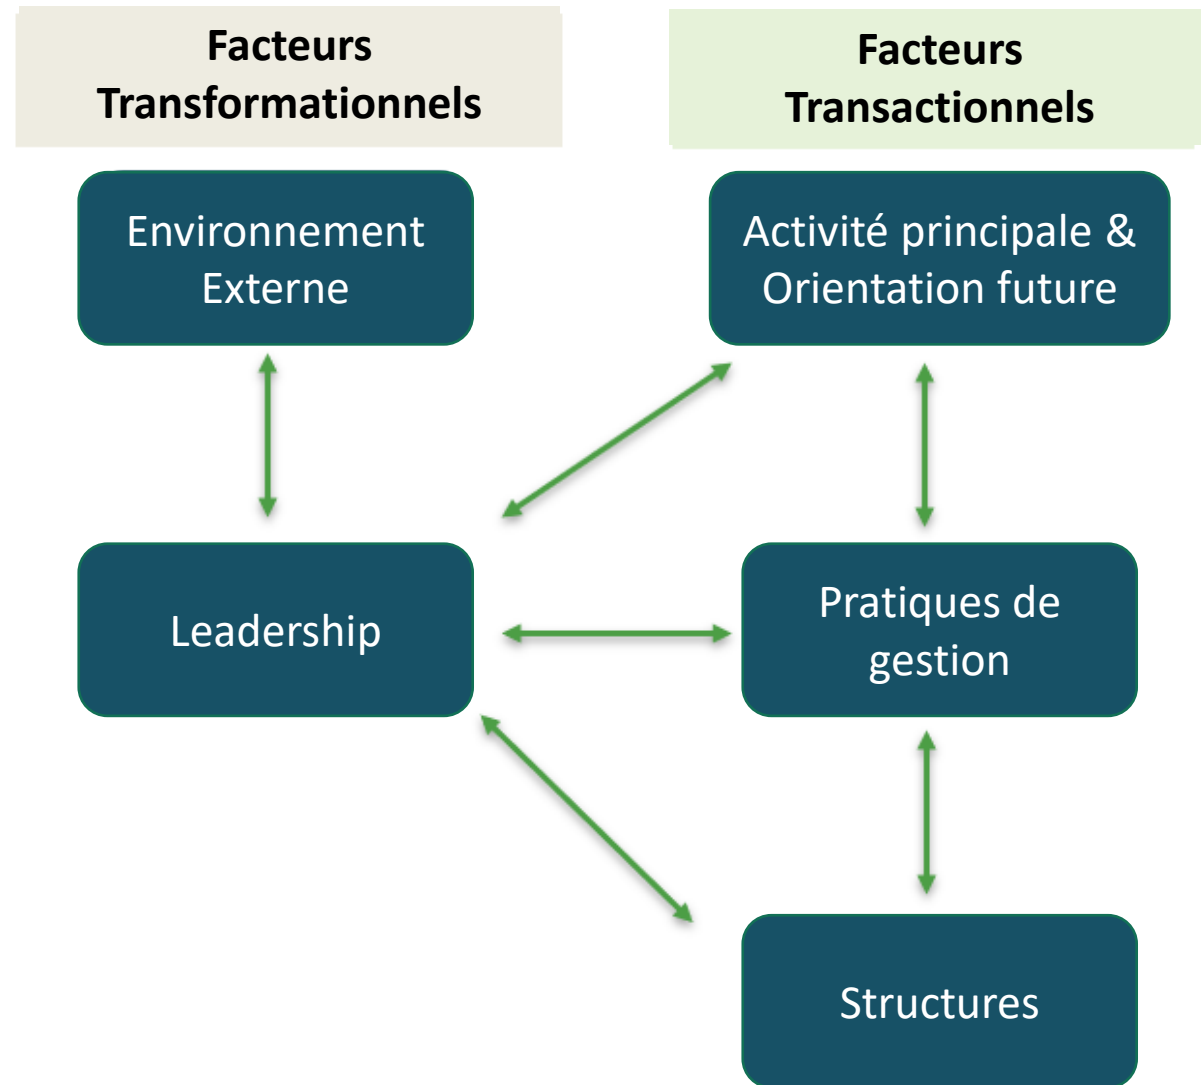 Facteurs
Transformationnels
Facteurs
Transactionnels
Environnement
Externe
Activité principale &
Orientation future
Leadership
Pratiques de
gestion
Structures